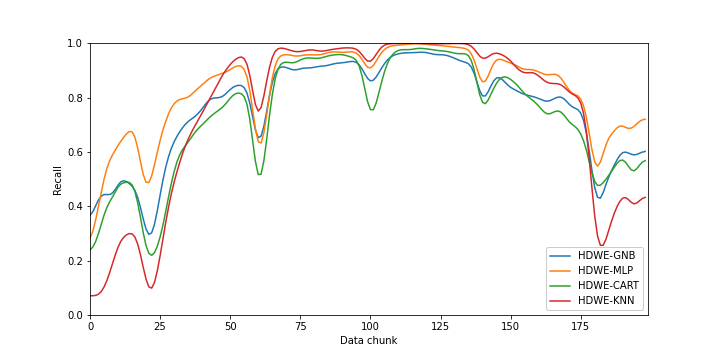 1.0
0.8
0.6
0.4
0.2
0.0
Recall
0 25 50 75 100 125 150 175
Data chunk
HDWE-GNB
HDWE-MLP
HDWE-CART
HDWE-KNN